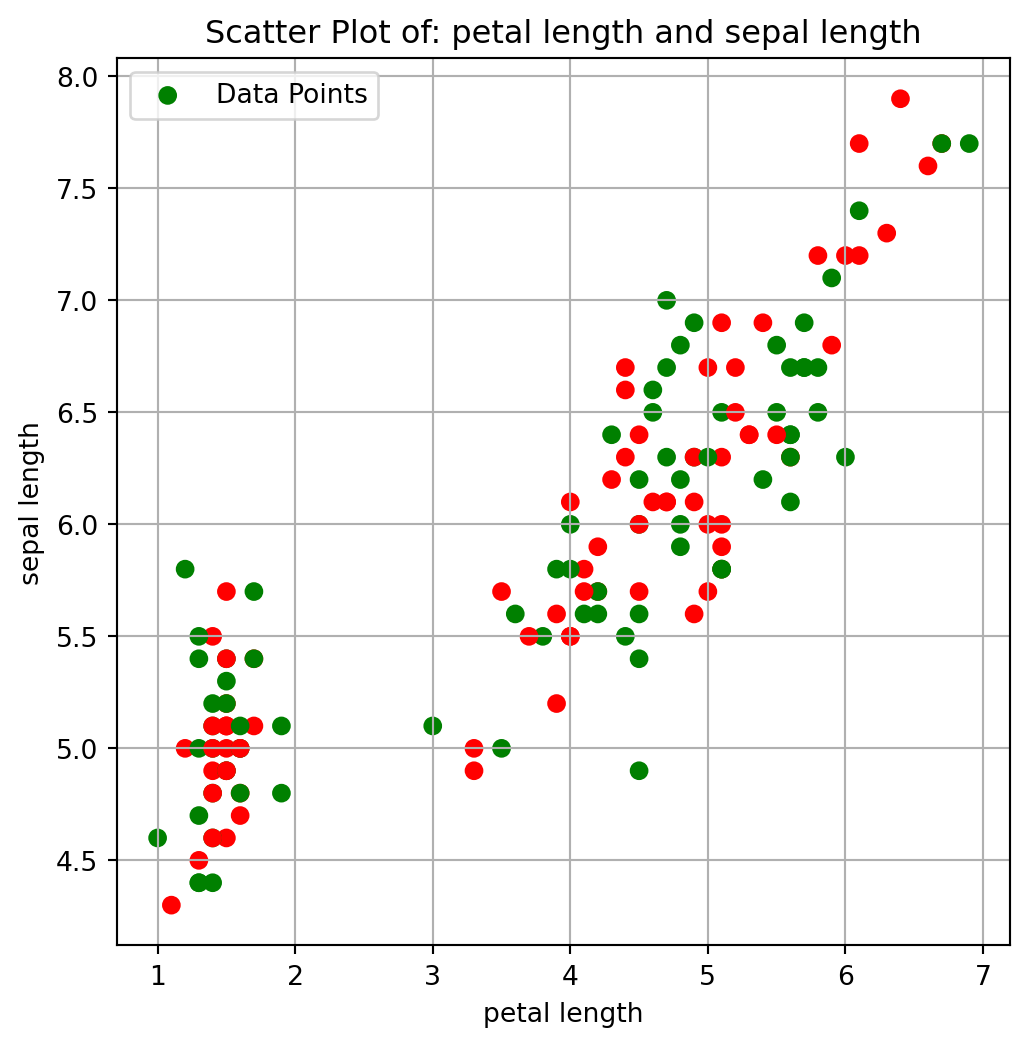 Scatter Plot of: petal length and sepal length
Data Points
8.0
7.5
7.0
6.5
6.0
5.5
5.0
4.5
sepal length
1 2 3 4 5 6 7
petal length